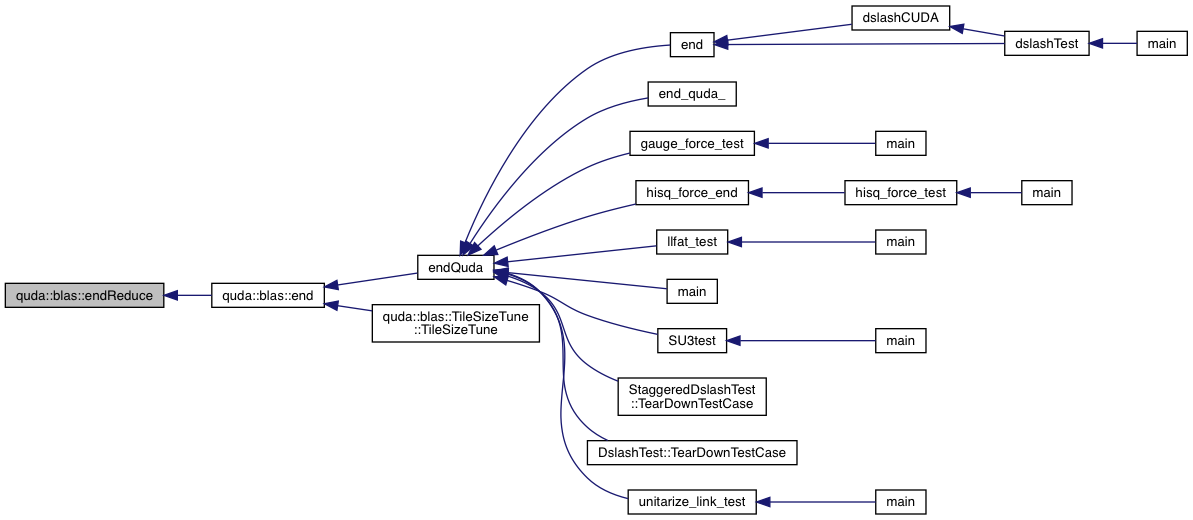 dslashCUDA
end
dslashTest
main
end_quda_
gauge_force_test
main
hisq_force_end
hisq_force_test
main
llfat_test
main
endQuda
quda::blas::endReduce
quda::blas::end
main
quda::blas::TileSizeTune
::TileSizeTune
SU3test
main
StaggeredDslashTest
::TearDownTestCase
DslashTest::TearDownTestCase
unitarize_link_test
main